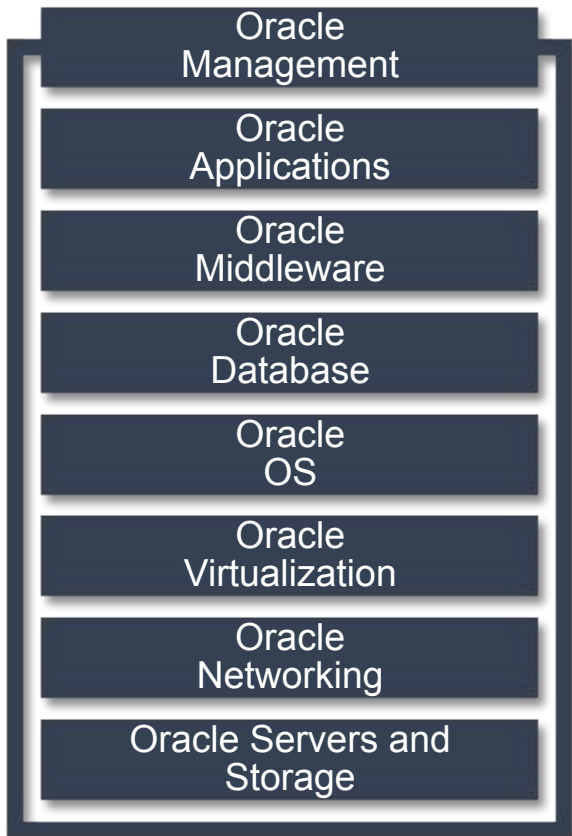 Oracle
Management
Oracle
Applications
Oracle
Middleware
Oracle
Database
Oracle
OS
Oracle
Virtualization
Oracle
Networking
Oracle Servers and
Storage